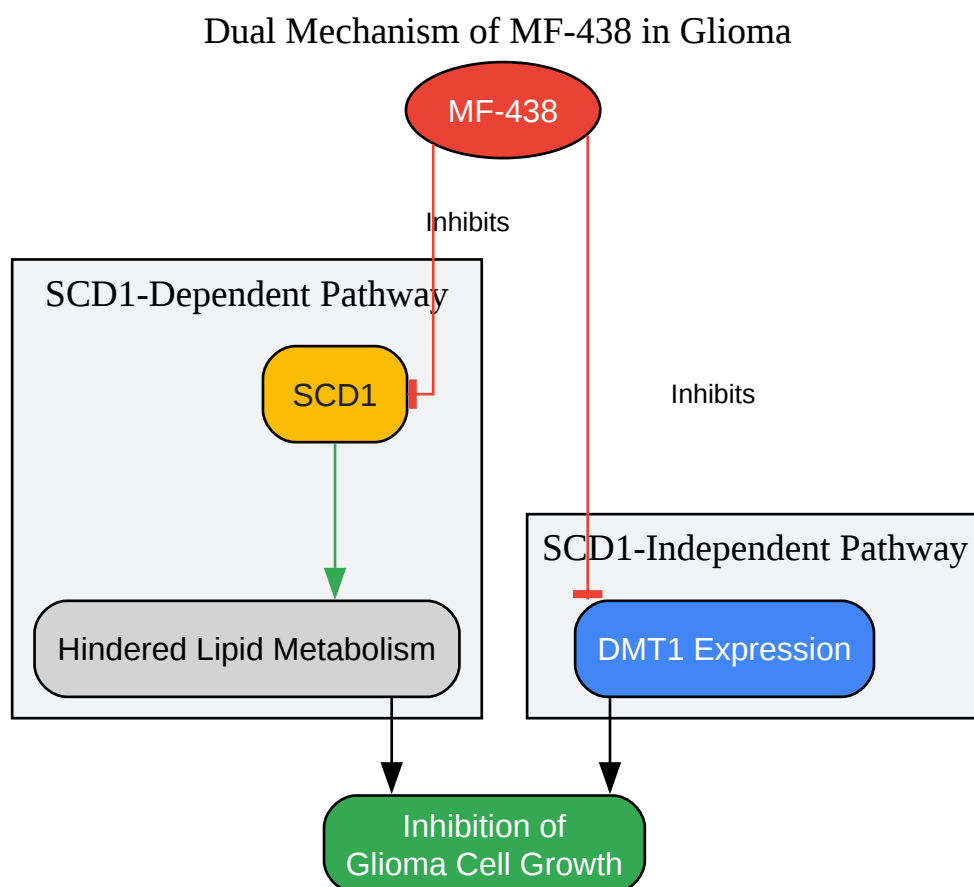 Dual Mechanism of MF-438 in Glioma
MF-438
Inhibits
SCD1-Dependent Pathway
SCD1
Inhibits
SCD1-Independent Pathway
Hindered Lipid Metabolism
DMT1 Expression
Inhibition of
Glioma Cell Growth